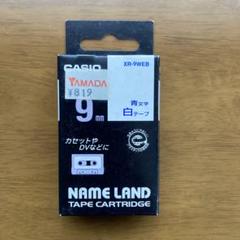 CASIO
XR-9WEB
YAMADA
¥819
9mm
青文字
白テープ
カセットや
DVなどに
NAME LAND
TAPE CARTRIDGE